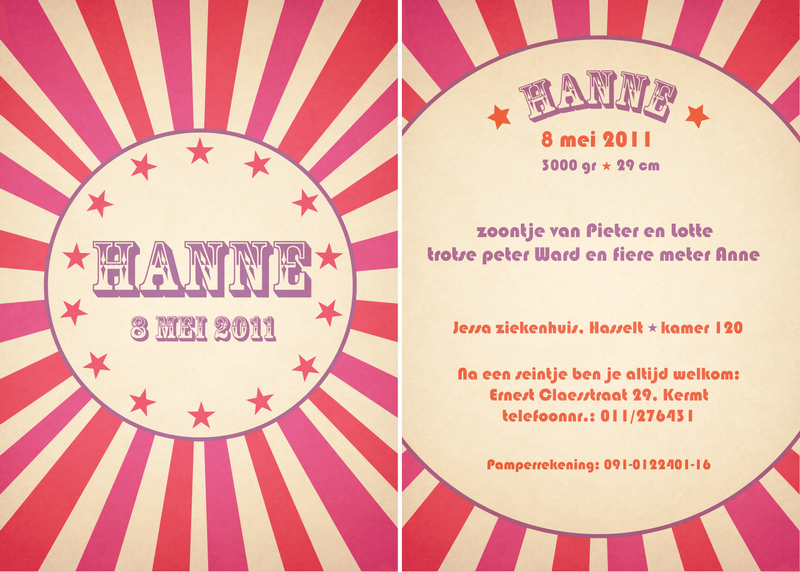 HANNE
8 MEI 2011
HANNE
8 mei 2011
3000 gr ★ 29 cm
zoontje van Pieter en Lotte
trotse peter Ward en fiere meter Anne
Jessa ziekenhuis, Hasselt ★ kamer 120
Na een seintje ben je altijd welkom:
Ernest Claesstraat 29, Kermt
telefoonnr.: 011/276431
Pamperrekening: 091-0122401-16